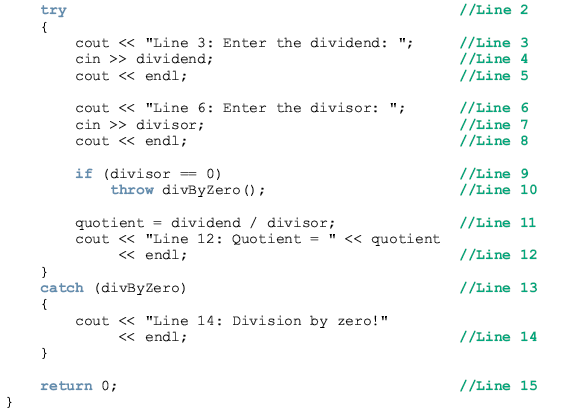 try //Line 2
{
cout << "Line 3: Enter the dividend: "; //Line 3
cin >> dividend; //Line 4
cout << endl; //Line 5
cout << "Line 6: Enter the divisor: "; //Line 6
cin >> divisor; //Line 7
cout << endl; //Line 8
if (divisor == 0) //Line 9
throw divByZero(); //Line 10
quotient = dividend / divisor; //Line 11
cout << "Line 12: Quotient = " << quotient
<< endl; //Line 12
}
catch (divByZero) //Line 13
{
cout << "Line 14: Division by zero!"
<< endl; //Line 14
}
return 0; //Line 15
}